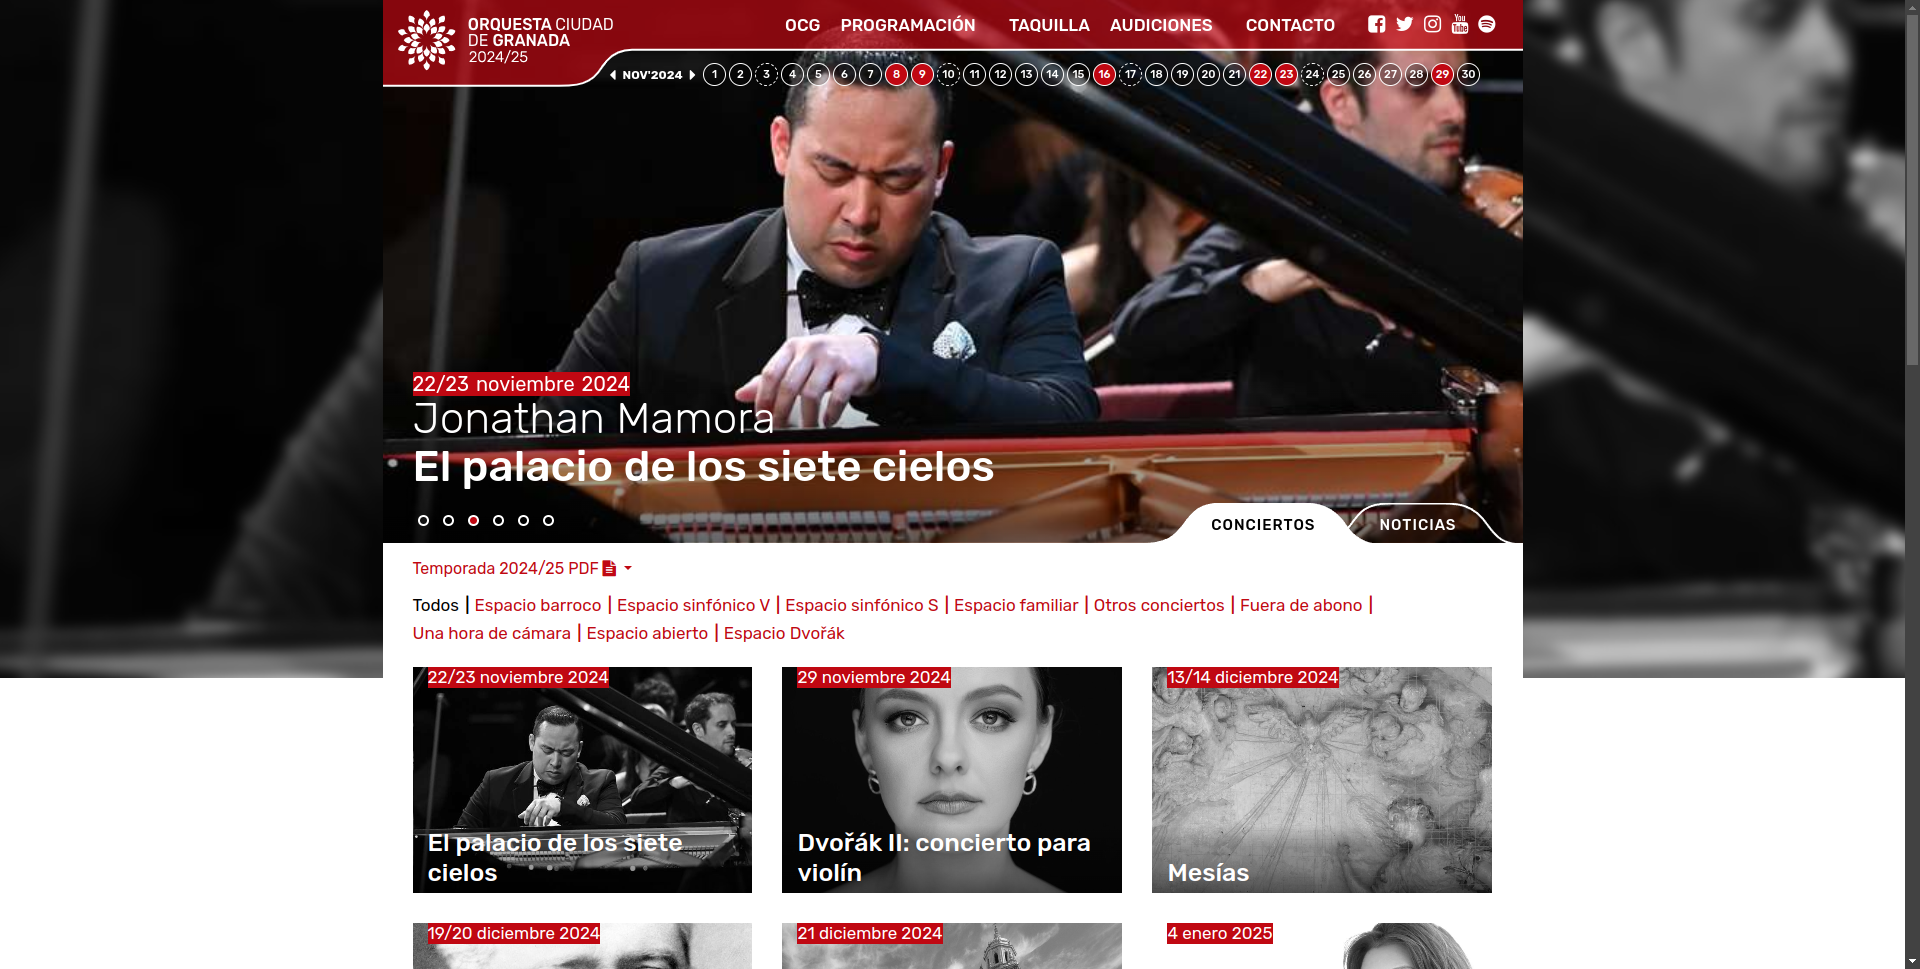 ORQUESTA CIUDAD
DE GRANADA
2024/25
OCG PROGRAMACIÓN TAQUILLA AUDICIONES CONTACTO You Tube
NOV'2024 1 2 3 4 5 6 7 8 9 10 11 12 13 14 15 16 17 18 19 20 21 22 23 24 25 26 27 28 29 30
22/23 noviembre 2024
Jonathan Mamora
El palacio de los siete cielos
CONCIERTOS NOTICIAS
Temporada 2024/25 PDF
Todos | Espacio barroco | Espacio sinfónico V | Espacio sinfónico S | Espacio familiar | Otros conciertos | Fuera de abono |
Una hora de cámara | Espacio abierto | Espacio Dvořák
22/23 noviembre 2024
El palacio de los siete
cielos
29 noviembre 2024
Dvořák II: concierto para
violín
13/14 diciembre 2024
Mesías
19/20 diciembre 2024
21 diciembre 2024
4 enero 2025